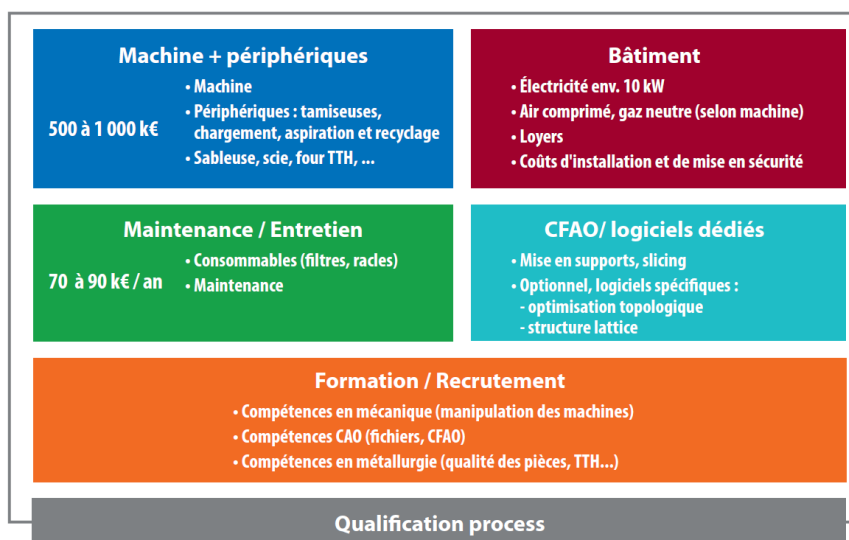 Machine + périphériques
500 à 1 000 k€
• Machine
• Périphériques : tamiseuses,
chargement, aspiration et recyclage
• Sableuse, scie, four TTH, ...
Bâtiment
• Électricité env. 10 kW
• Air comprimé, gaz neutre (selon machine)
• Loyers
• Coûts d'installation et de mise en sécurité
Maintenance / Entretien
70 à 90 k€ / an
• Consommables (filtres, racles)
• Maintenance
CFAO/ logiciels dédiés
• Mise en supports, slicing
• Optionnel, logiciels spécifiques :
- optimisation topologique
- structure lattice
Formation / Recrutement
• Compétences en mécanique (manipulation des machines)
• Compétences CAO (fichiers, CFAO)
• Compétences en métallurgie (qualité des pièces, TTH...)
Qualification process